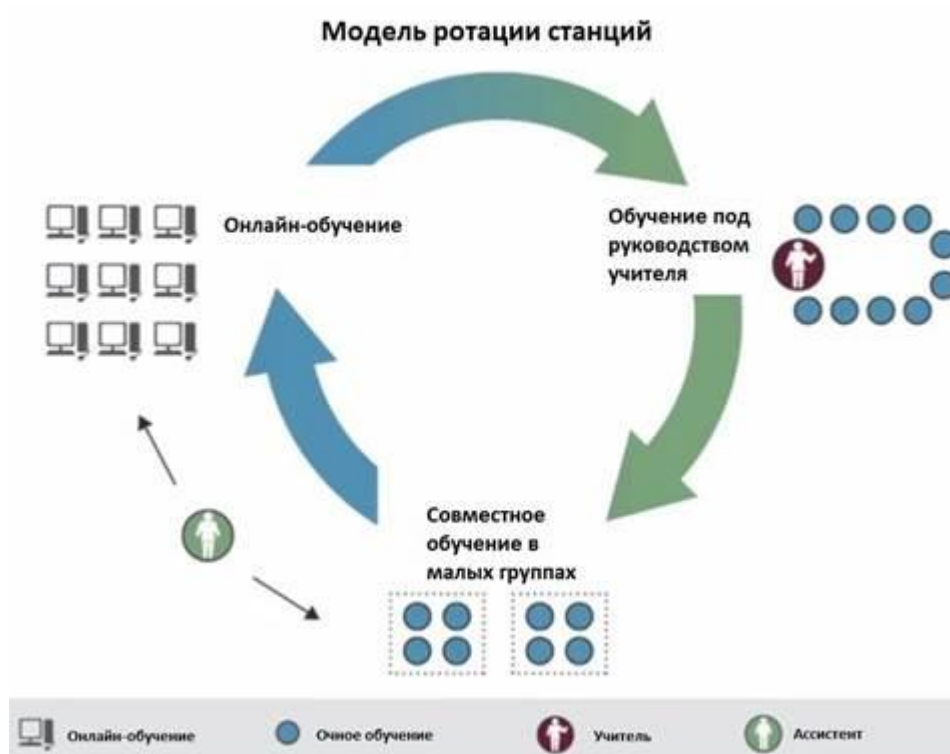 Модель ротации станций
Онлайн-обучение
Обучение под
руководством
учителя
Совместное
обучение в
малых группах
Онлайн-обучение
Очное обучение
Учитель
Ассистент